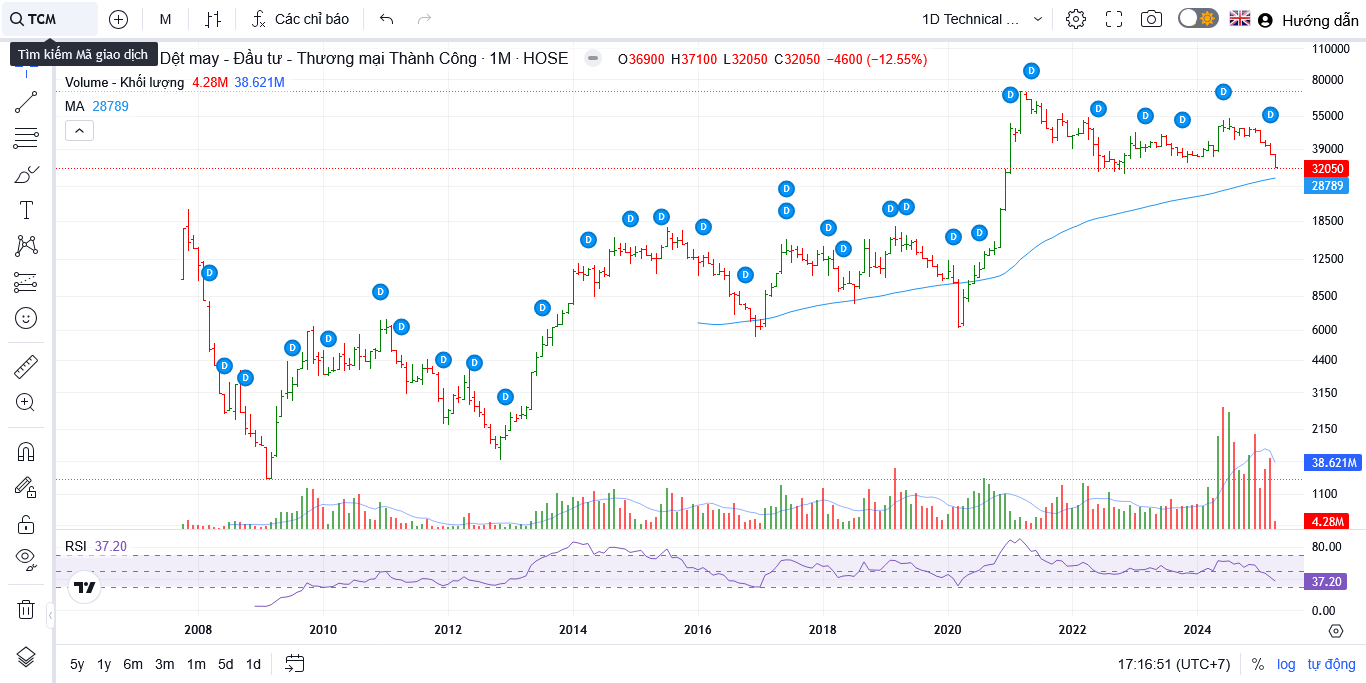 TCM
M
Các chỉ báo
1D Technical ...
Hướng dẫn
Tìm kiếm Mã giao dịch
Dệt may - Đầu tư - Thương mại Thành Công · 1M · HOSE
O36900 H37100 L32050 C32050 −4600 (−12.55%)
Volume - Khối lượng 4.28M 38.621M
MA 28789
110000
80000
55000
39000
32050
28789
18500
12500
8500
6000
4400
3150
2150
38.621M
1100
4.28M
D D D D D D D D D D D D D D D D D D D D D D D D D D D D D D D
RSI 37.20
80.00
37.20
0.00
2008 2010 2012 2014 2016 2018 2020 2022 2024
5y 1y 6m 3m 1m 5d 1d
17:16:51 (UTC+7)
% log tự động